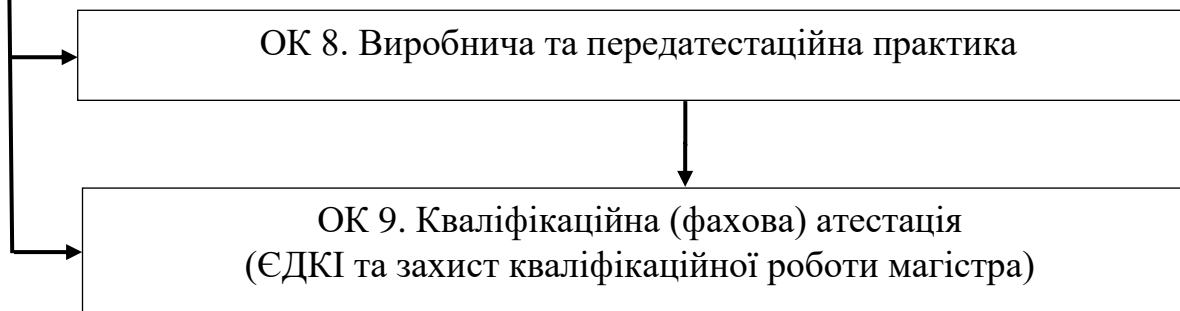 ОК 8. Виробнича та передатестаційна практика
ОК 9. Кваліфікаційна (фахова) атестація
(ЄДКІ та захист кваліфікаційної роботи магістра)